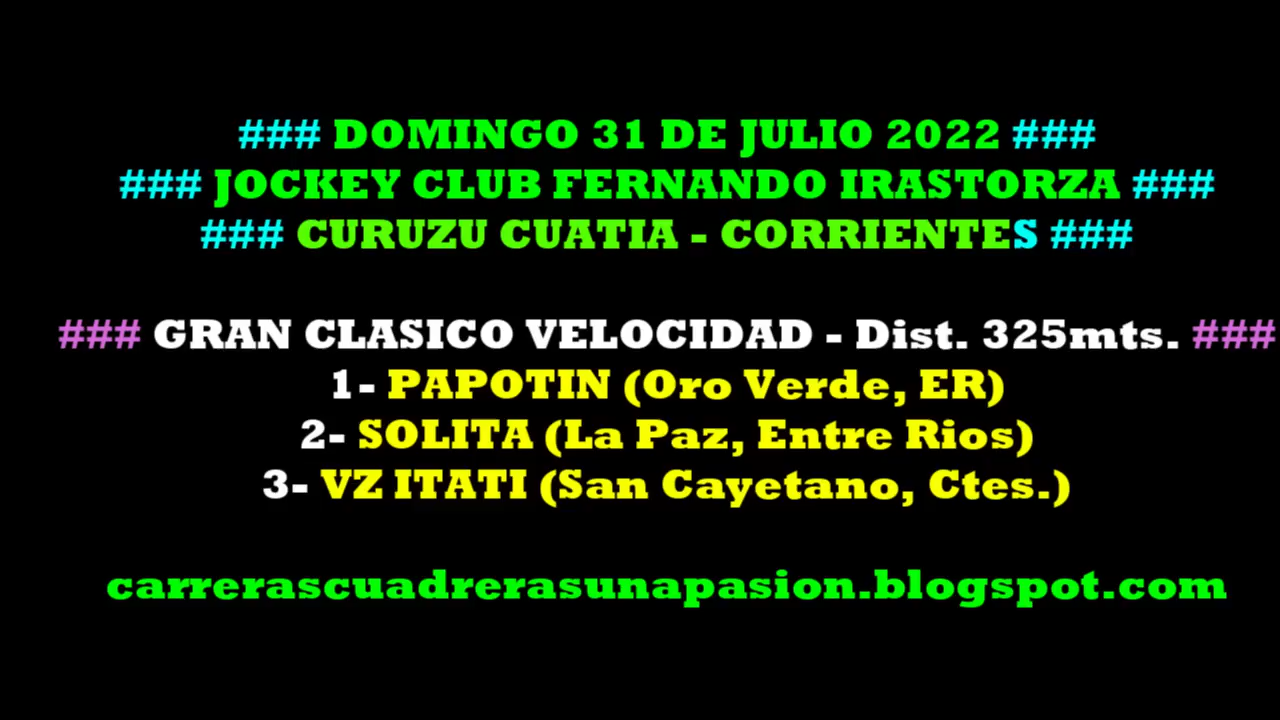 ### DOMINGO 31 DE JULIO 2022 ###
### JOCKEY CLUB FERNANDO IRASTORZA ###
### CURUZU CUATIA - CORRIENTES ###
### GRAN CLASICO VELOCIDAD - Dist. 325mts. ###
1- PAPOTIN (Oro Verde, ER)
2- SOLITA (La Paz, Entre Rios)
3- VZ ITATI (San Cayetano, Ctes.)
carrerascuadrerasunapasion.blogspot.com